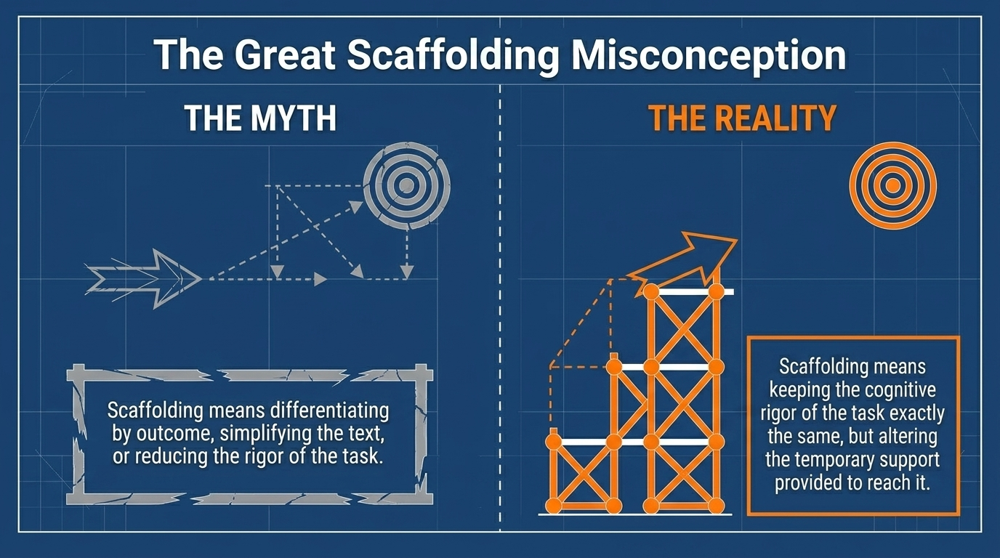 The Great Scaffolding Misconception
THE MYTH
Scaffolding means differentiating
by outcome, simplifying the text,
or reducing the rigor of the task.
THE REALITY
Scaffolding means
keeping the cognitive
rigor of the task exactly
the same, but altering
the temporary support
provided to reach it.